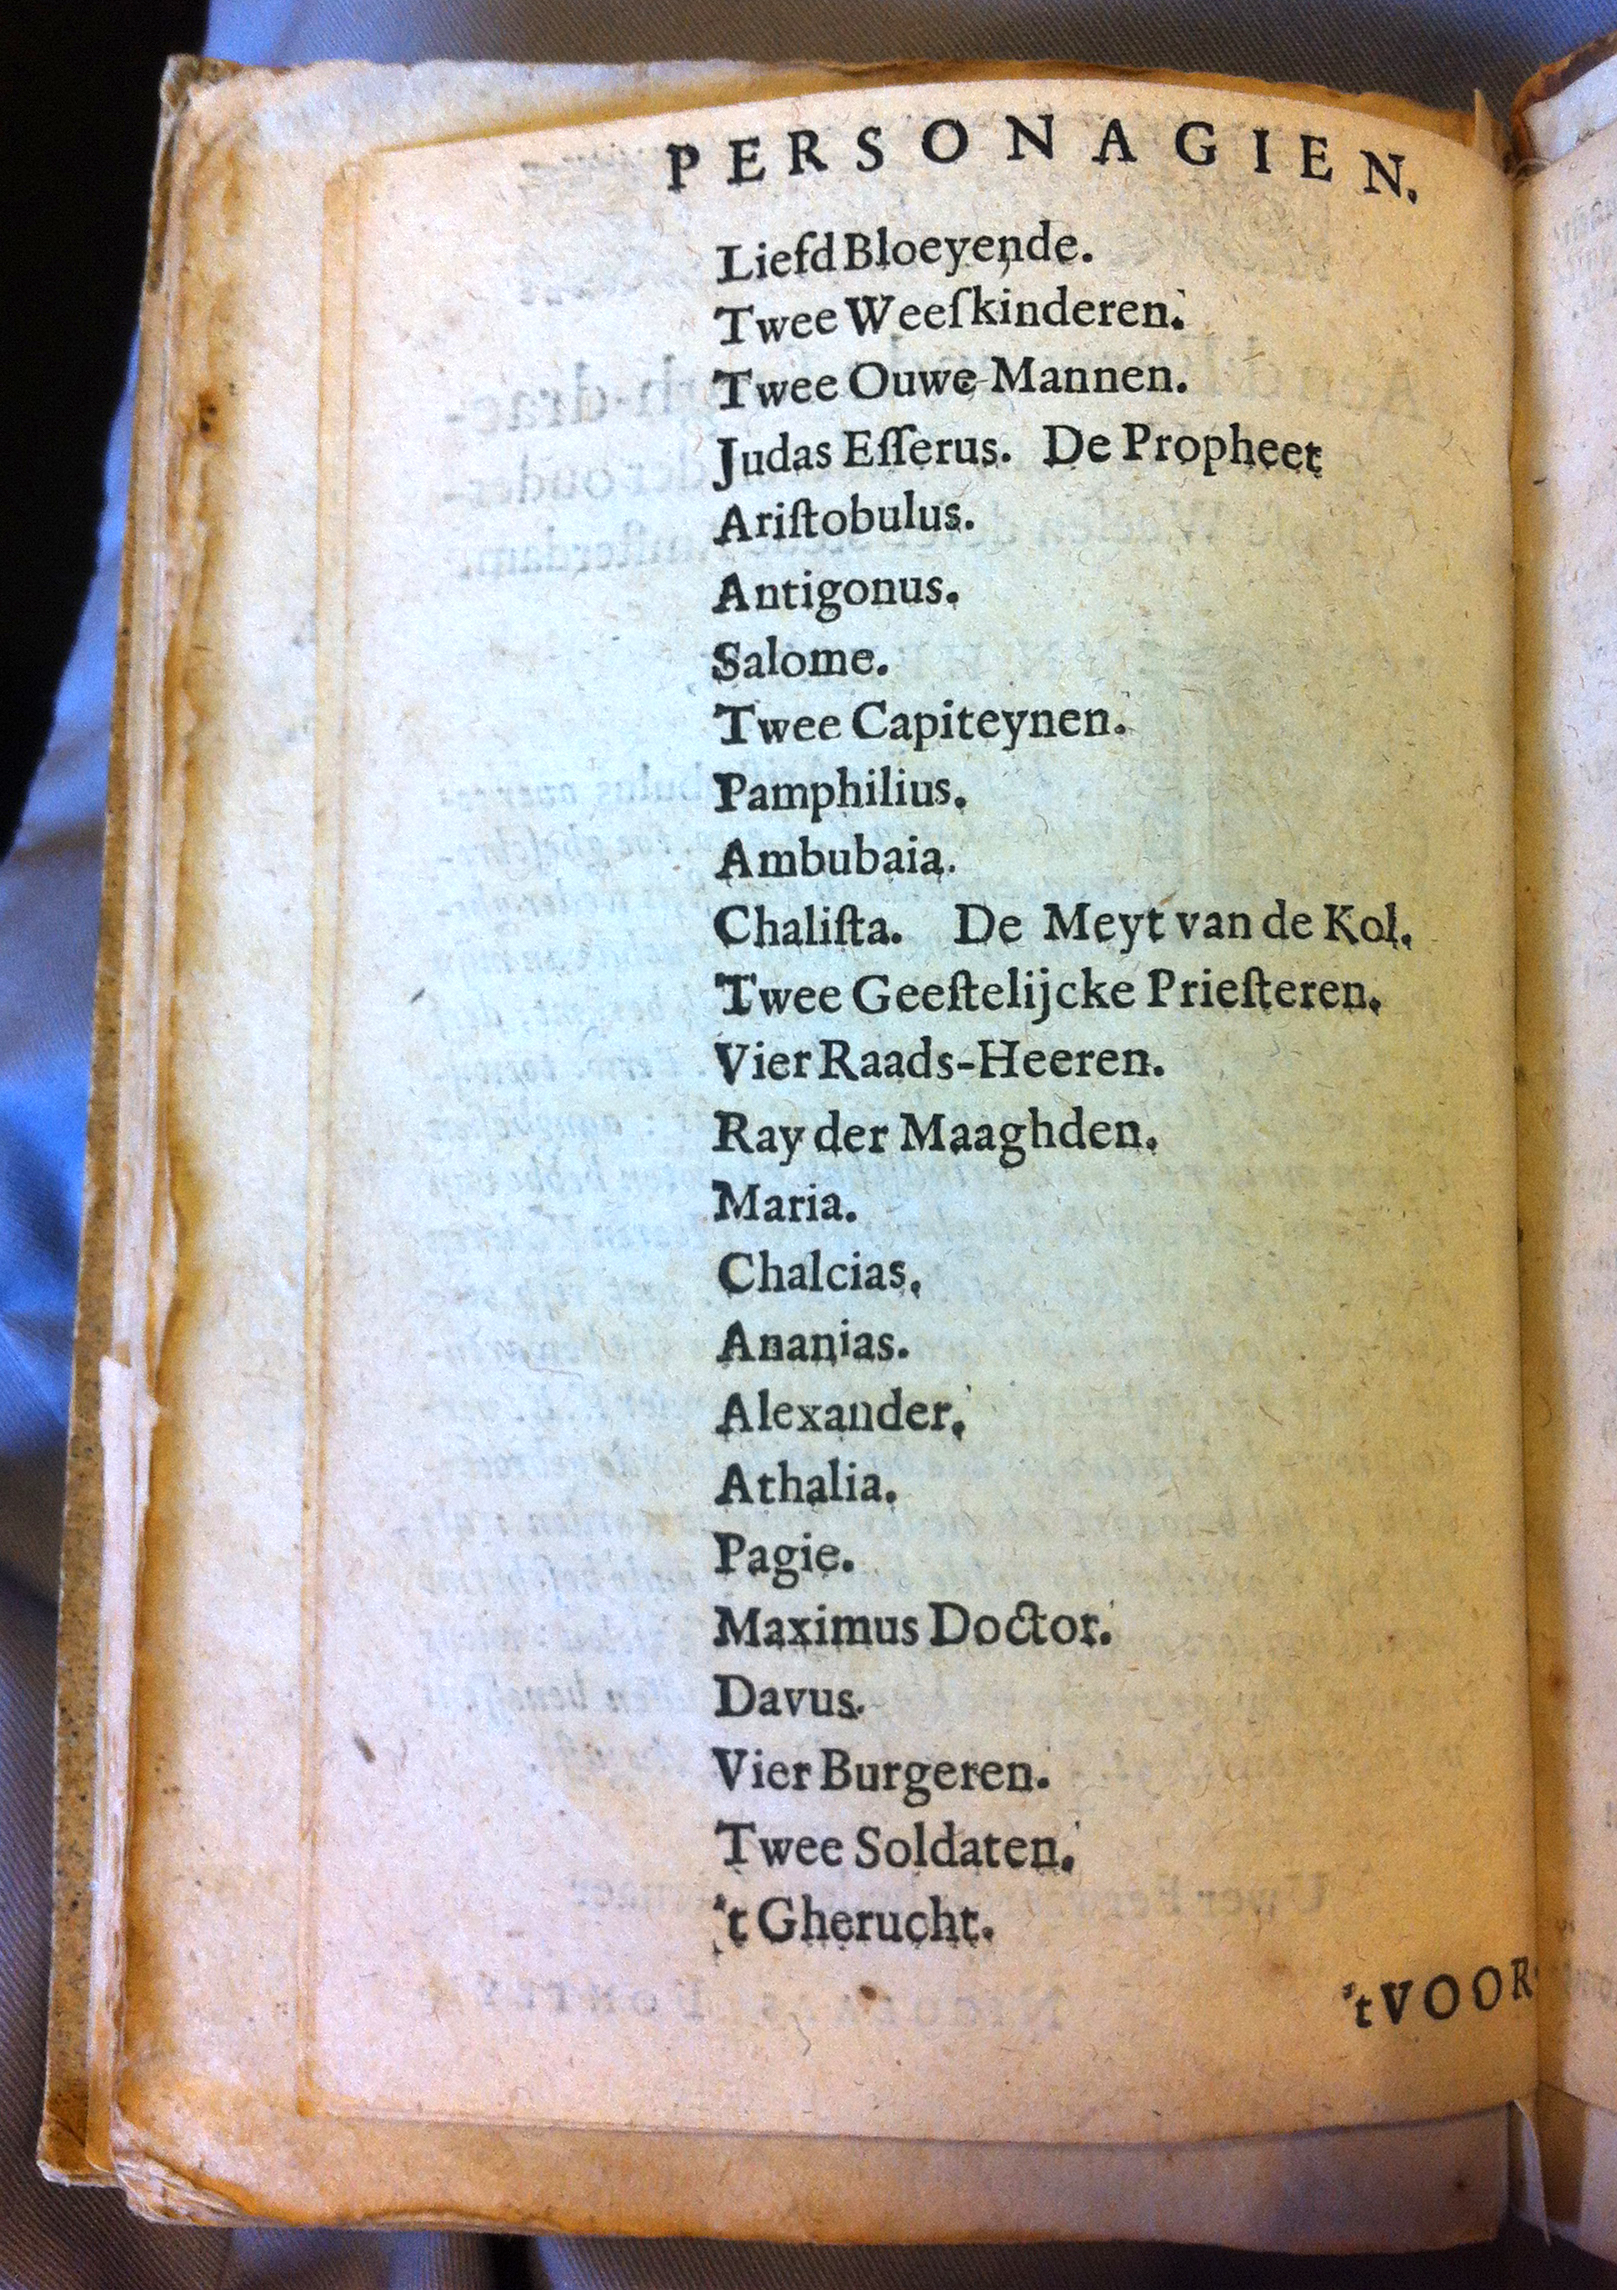 PERSONAGIEN.
Liefd Bloeyende.
Twee Weeſkinderen.
Twee Ouwe Mannen.
Judas Eſſerus. De Propheet
Ariſtobulus.
Antigonus.
Salome.
Twee Capiteynen.
Pamphilius.
Ambubaia.
Chaliſta. De Meyt van de Kol.
Twee Geeſtelijcke Prieſteren.
Vier Raads-Heeren.
Ray der Maaghden.
Maria.
Chalcias.
Ananias.
Alexander.
Athalia.
Pagie.
Maximus Doctor.
Davus.
Vier Burgeren.
Twee Soldaten.
't Gherucht.
't VOOR